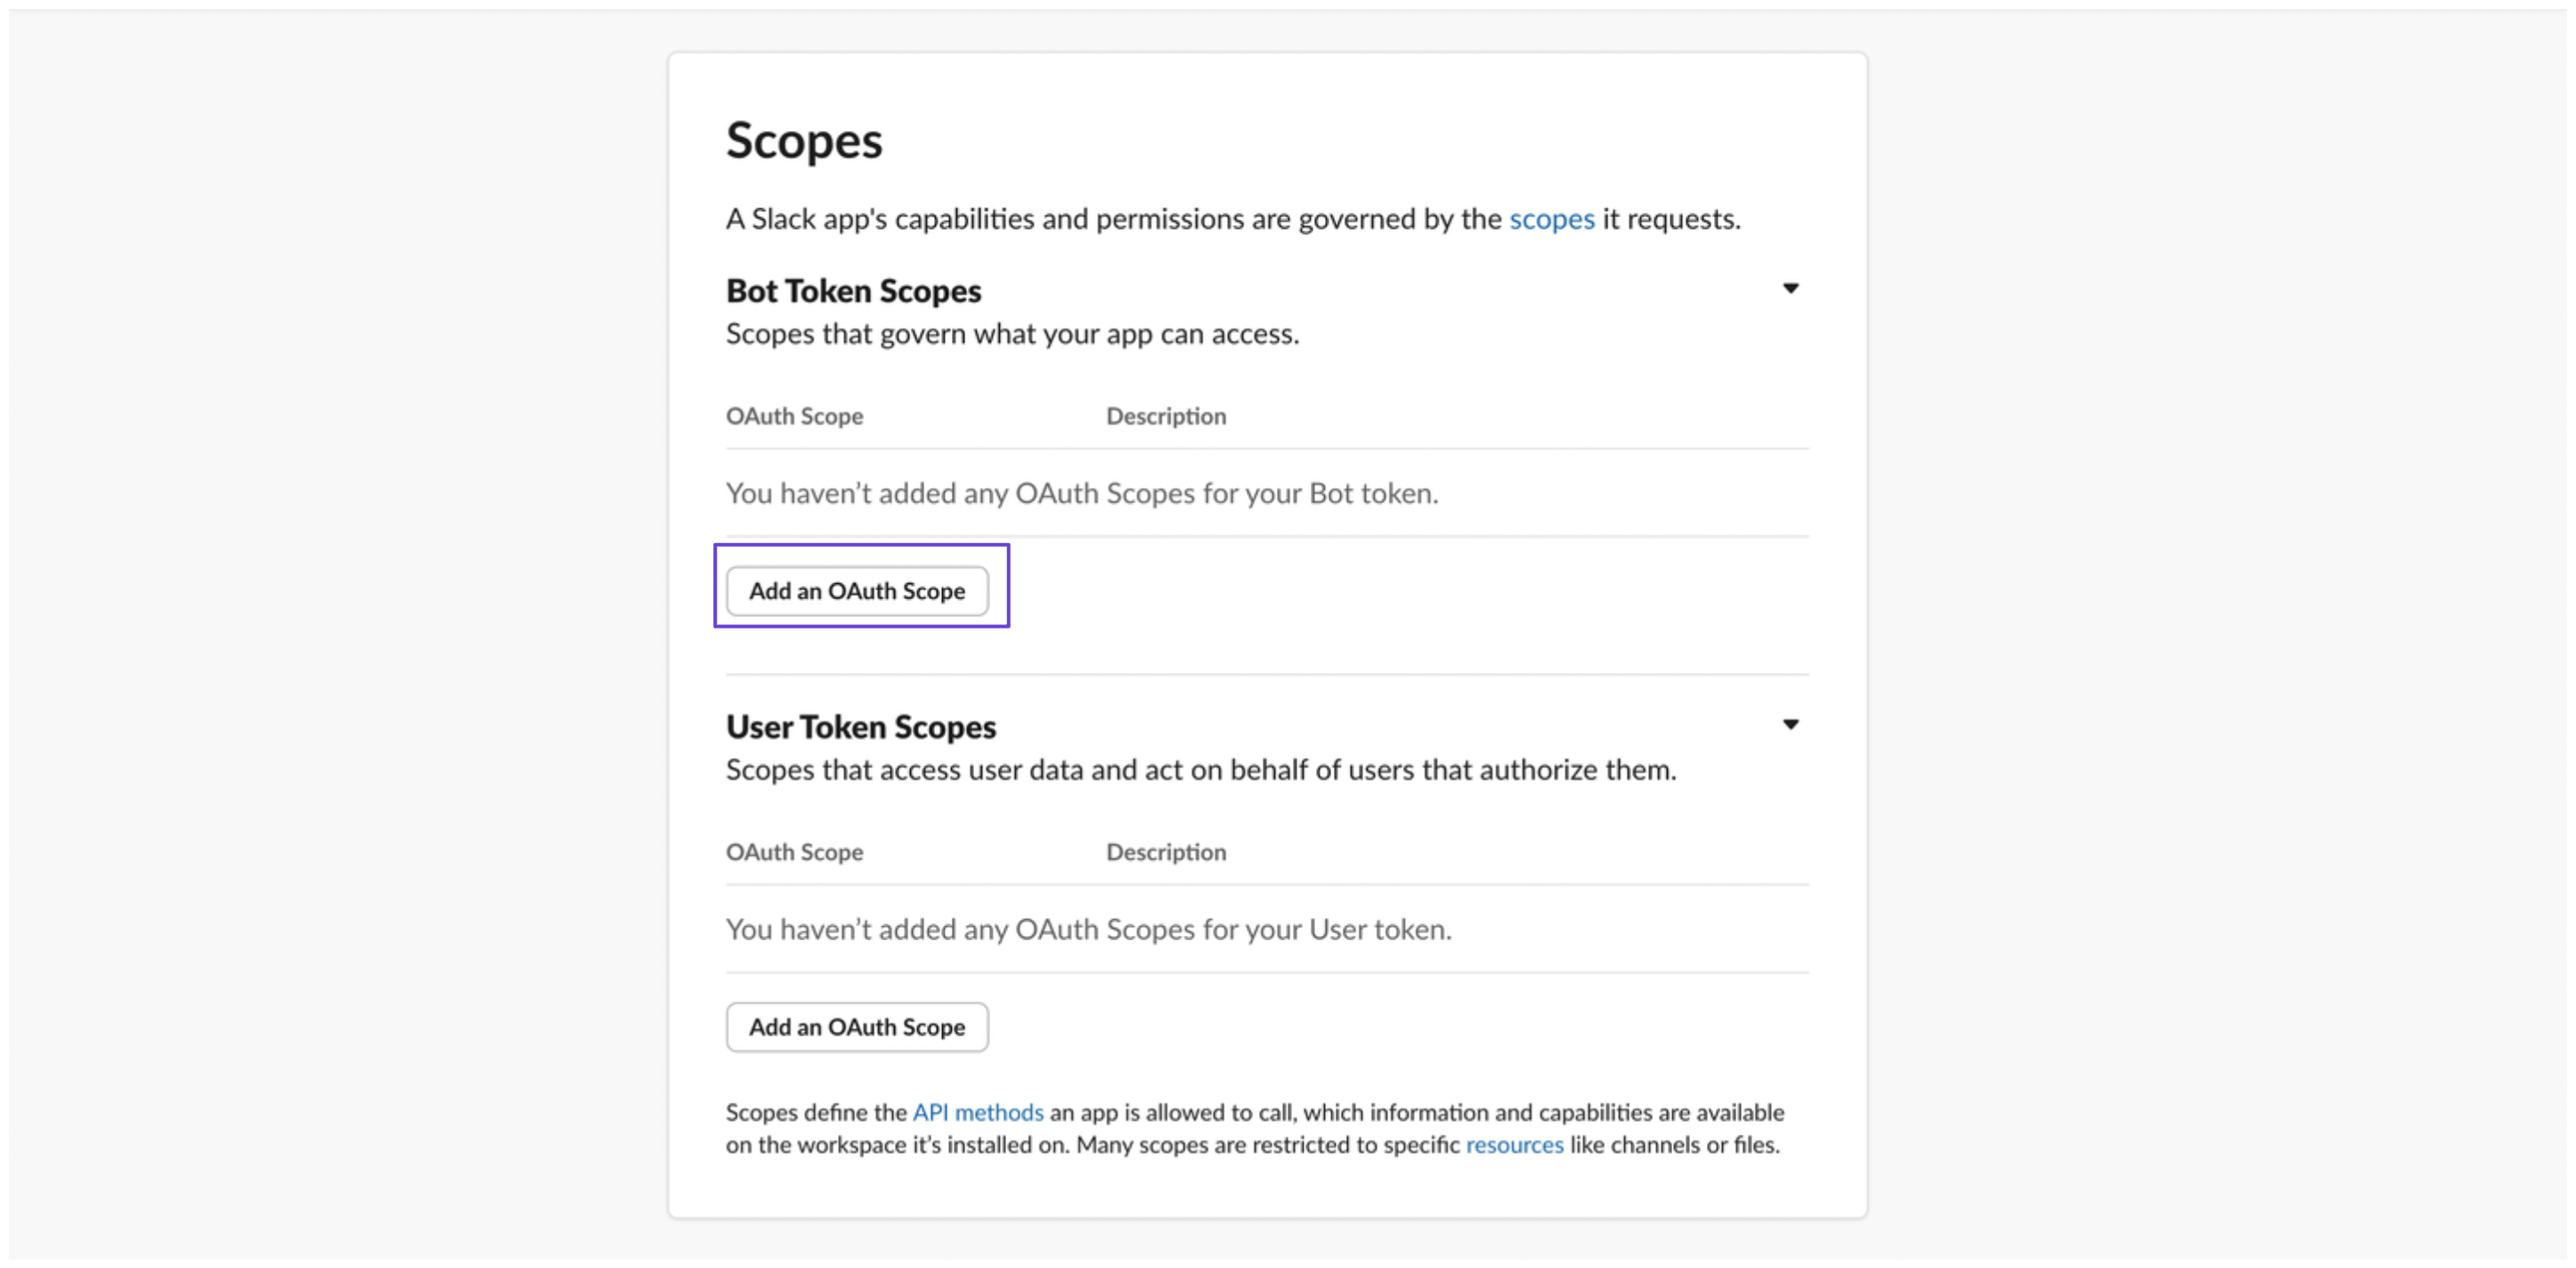 Scopes
A Slack app's capabilities and permissions are governed by the scopes it requests.
Bot Token Scopes
Scopes that govern what your app can access.
OAuth Scope Description
You haven’t added any OAuth Scopes for your Bot token.
Add an OAuth Scope
User Token Scopes
Scopes that access user data and act on behalf of users that authorize them.
OAuth Scope Description
You haven’t added any OAuth Scopes for your User token.
Add an OAuth Scope
Scopes define the API methods an app is allowed to call, which information and capabilities are available
on the workspace it’s installed on. Many scopes are restricted to specific resources like channels or files.